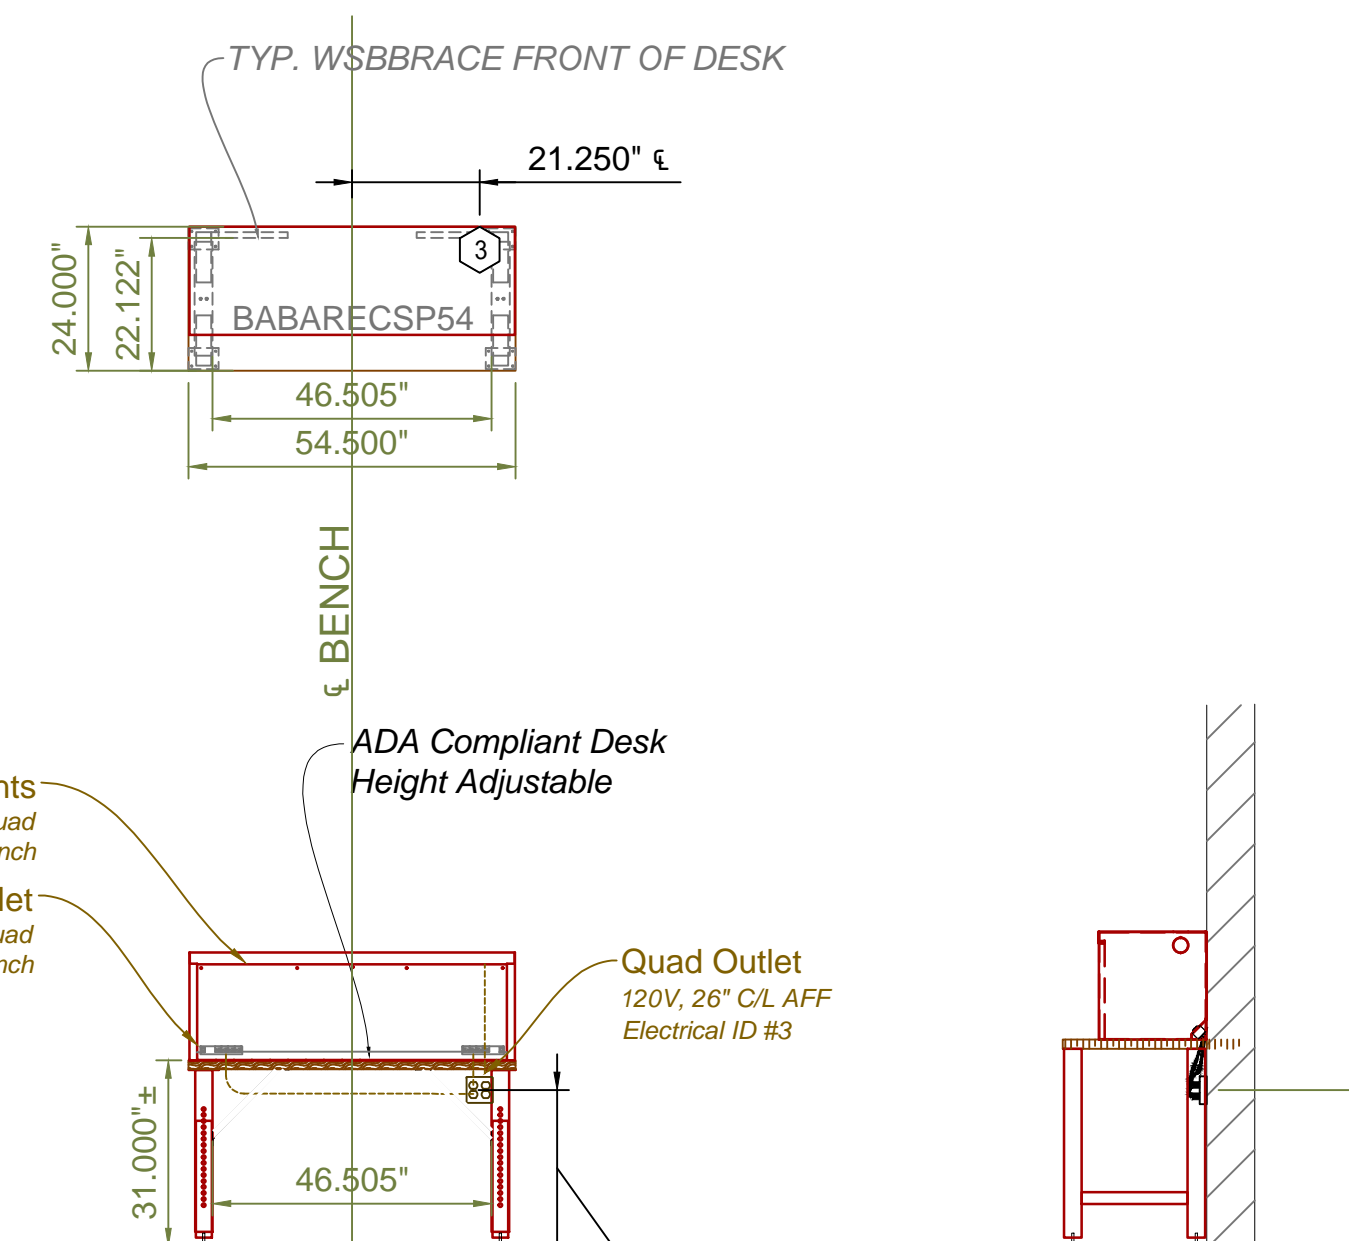 TYP. WSBBRACE FRONT OF DESK
21.250" ℄
24.000"
22.122"
3
BABARECSP54
46.505"
54.500"
℄ BENCH
ADA Compliant Desk
Height Adjustable
nts
uad
nch
let
uad
nch
Quad Outlet
120V, 26" C/L AFF
Electrical ID #3
31.000"±
46.505"